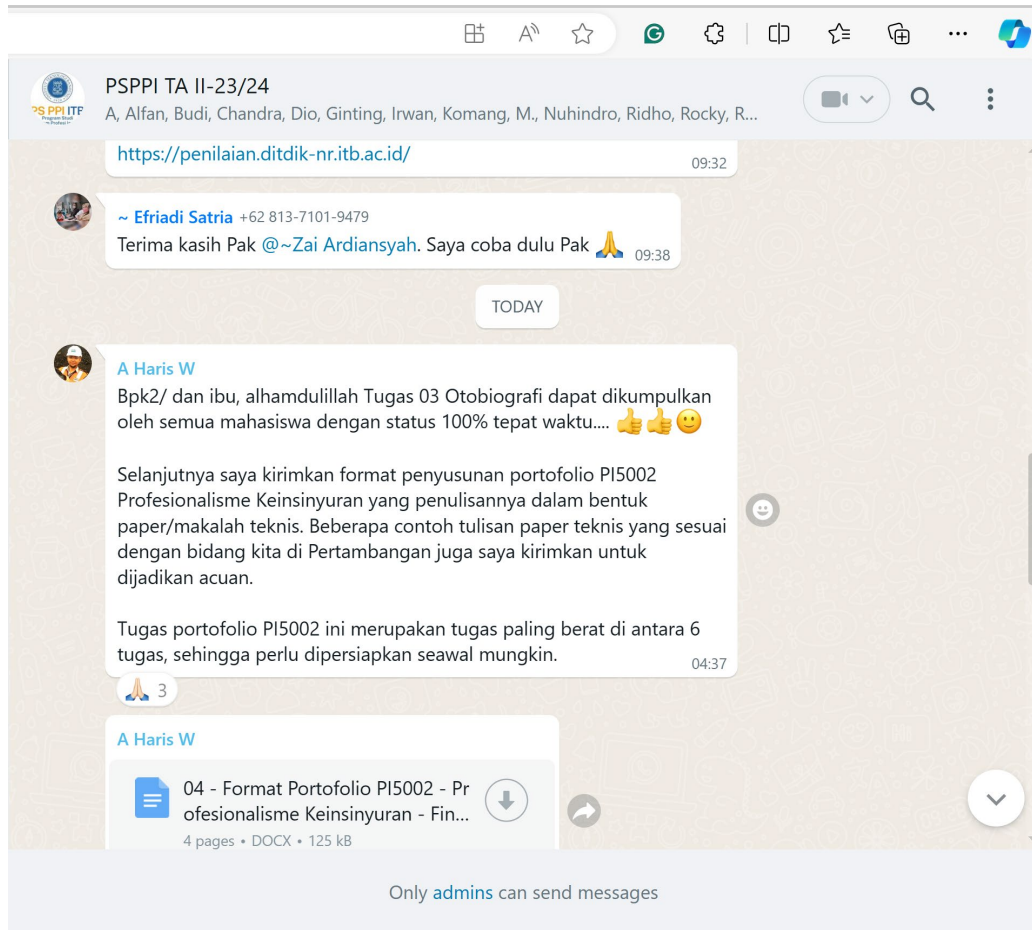 PSPPI TA II-23/24
A, Alfan, Budi, Chandra, Dio, Ginting, Irwan, Komang, M., Nuhindro, Ridho, Rocky, R...
PS PPI ITB
Program Studi
https://penilaian.ditdik-nr.itb.ac.id/
09:32
~ Efriadi Satria +62 813-7101-9479
Terima kasih Pak @~Zai Ardiansyah. Saya coba dulu Pak 🙏 09:38
TODAY
A Haris W
Bpk2/ dan ibu, alhamdulillah Tugas 03 Otobiografi dapat dikumpulkan
oleh semua mahasiswa dengan status 100% tepat waktu.... 👍👍🙂
Selanjutnya saya kirimkan format penyusunan portofolio PI5002
Profesionalisme Keinsinyuran yang penulisannya dalam bentuk
paper/makalah teknis. Beberapa contoh tulisan paper teknis yang sesuai
dengan bidang kita di Pertambangan juga saya kirimkan untuk
dijadikan acuan.
Tugas portofolio PI5002 ini merupakan tugas paling berat di antara 6
tugas, sehingga perlu dipersiapkan seawal mungkin.
04:37
🙏 3
A Haris W
04 - Format Portofolio PI5002 - Pr
ofesionalisme Keinsinyuran - Fin...
4 pages • DOCX • 125 kB
Only admins can send messages